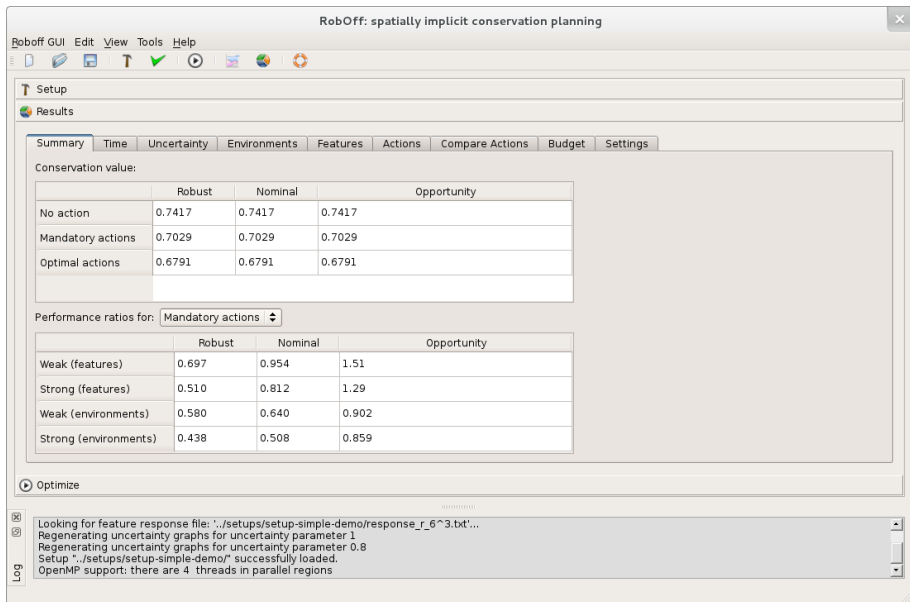 RobOff: spatially implicit conservation planning
Roboff GUI Edit View Tools Help
Setup
Results
Summary Time Uncertainty Environments Features Actions Compare Actions Budget Settings
Conservation value:
Robust Nominal Opportunity
No action 0.7417 0.7417 0.7417
Mandatory actions 0.7029 0.7029 0.7029
Optimal actions 0.6791 0.6791 0.6791
Performance ratios for: Mandatory actions
Robust Nominal Opportunity
Weak (features) 0.697 0.954 1.51
Strong (features) 0.510 0.812 1.29
Weak (environments) 0.580 0.640 0.902
Strong (environments) 0.438 0.508 0.859
Optimize
Log
Looking for feature response file: '../setups/setup-simple-demo/response_r_6^3.txt'...
Regenerating uncertainty graphs for uncertainty parameter 1
Regenerating uncertainty graphs for uncertainty parameter 0.8
Setup "../setups/setup-simple-demo/" successfully loaded.
OpenMP support: there are 4 threads in parallel regions